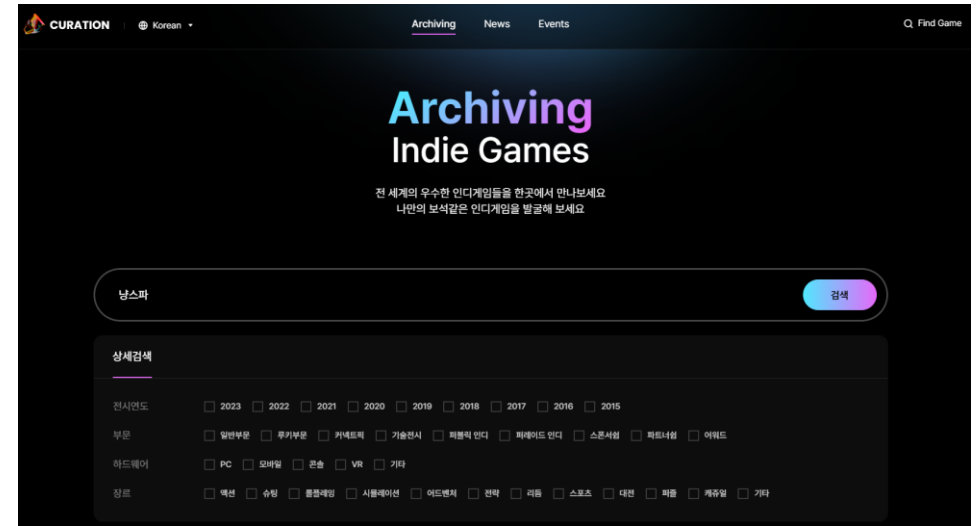 CURATION Korean Archiving News Events Find Game
Archiving
Indie Games
전 세계의 우수한 인디게임들을 한곳에서 만나보세요
나만의 보석같은 인디게임을 발굴해 보세요
냥스파 검색
상세검색
전시연도 2023 2022 2021 2020 2019 2018 2017 2016 2015
부문 일반부문 루키부문 커넥트픽 기술전시 퍼블릭 인디 퍼레이드 인디 스폰서쉽 파트너쉽 어워드
하드웨어 PC 모바일 콘솔 VR 기타
장르 액션 슈팅 롤플레잉 시뮬레이션 어드벤처 전략 리듬 스포츠 대전 퍼즐 캐쥬얼 기타